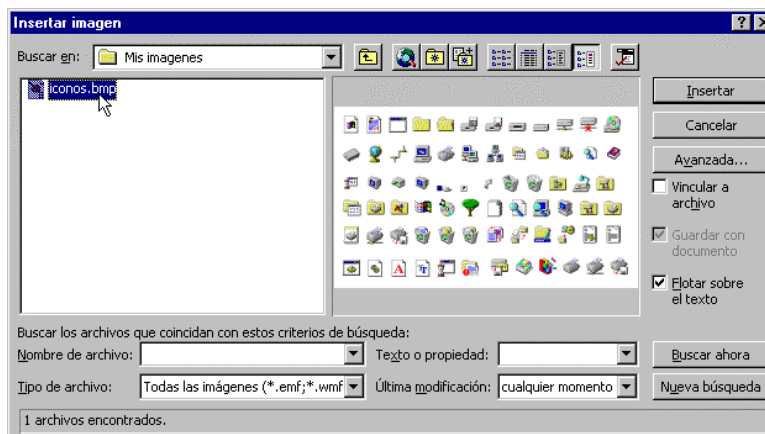 Insertar imagen
Buscar en: Mis imagenes
iconos.bmp
Insertar
Cancelar
Avanzada...
Vincular a
archivo
Guardar con
documento
Flotar sobre
el texto
Buscar los archivos que coincidan con estos criterios de búsqueda:
Nombre de archivo: Texto o propiedad: Buscar ahora
Tipo de archivo: Todas las imágenes (*.emf;*.wmf Última modificación: cualquier momento Nueva búsqueda
1 archivos encontrados.